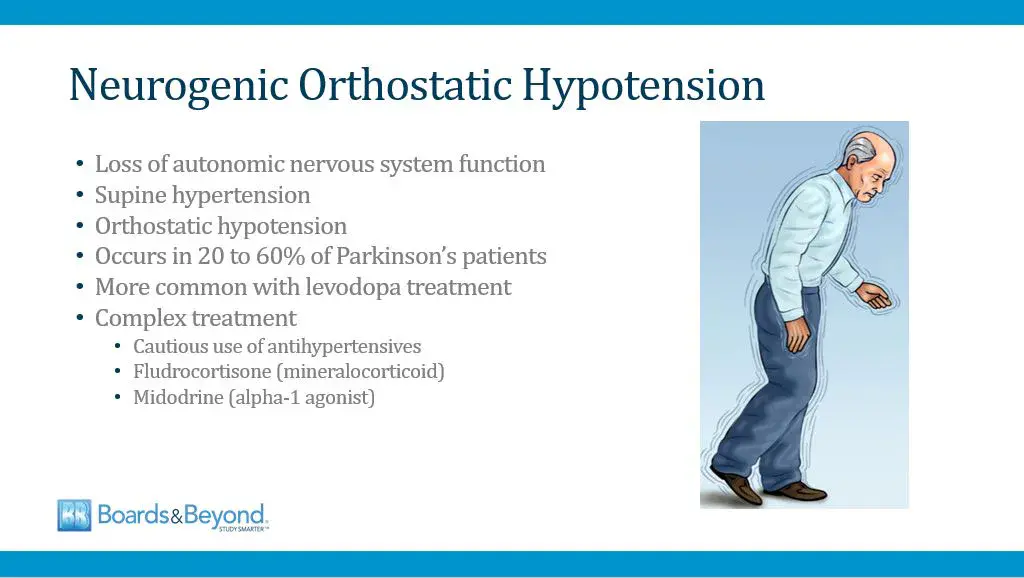 Neurogenic Orthostatic Hypotension
• Loss of autonomic nervous system function
• Supine hypertension
• Orthostatic hypotension
• Occurs in 20 to 60% of Parkinson’s patients
• More common with levodopa treatment
• Complex treatment
• Cautious use of antihypertensives
• Fludrocortisone (mineralocorticoid)
• Midodrine (alpha-1 agonist)
BB Boards&Beyond®
STUDY SMARTER™